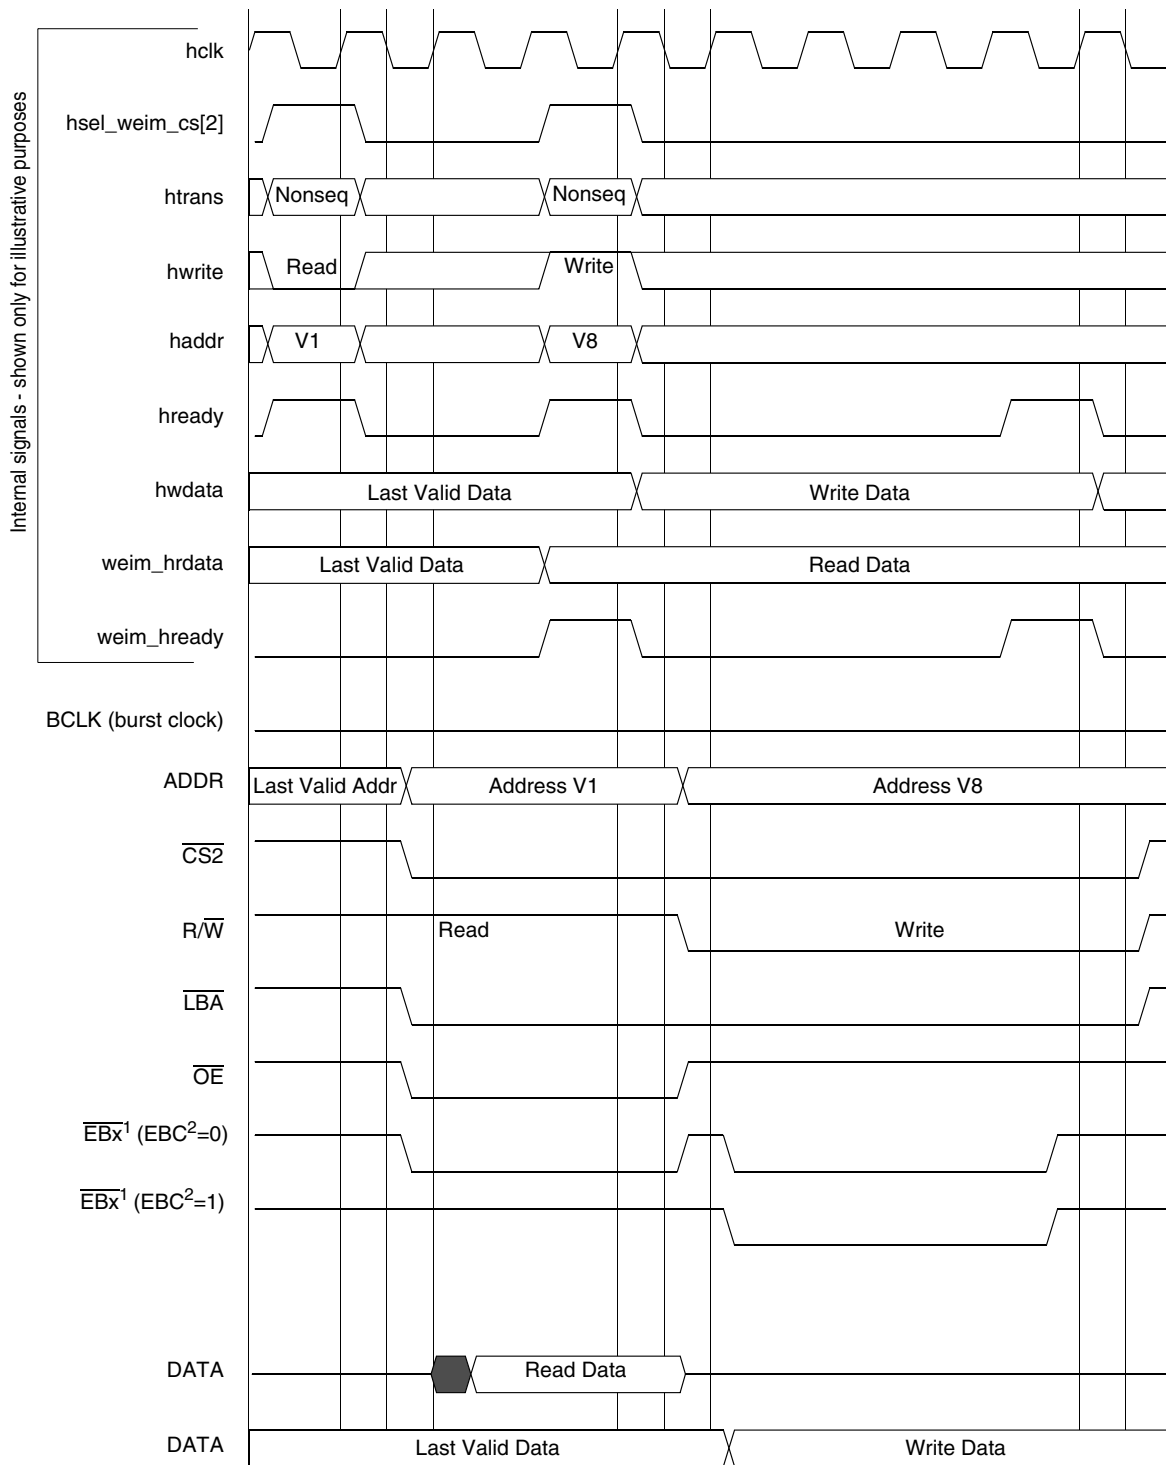 Internal signals - shown only for illustrative purposes
hclk
hsel_weim_cs[2]
htrans Nonseq Nonseq
hwrite Read Write
haddr V1 V8
hready
hwdata Last Valid Data Write Data
weim_hrdata Last Valid Data Read Data
weim_hready
BCLK (burst clock)
ADDR Last Valid Addr Address V1 Address V8
CS2
R/W Read Write
LBA
OE
EBx1 (EBC2=0)
EBx1 (EBC2=1)
DATA Read Data
DATA Last Valid Data Write Data